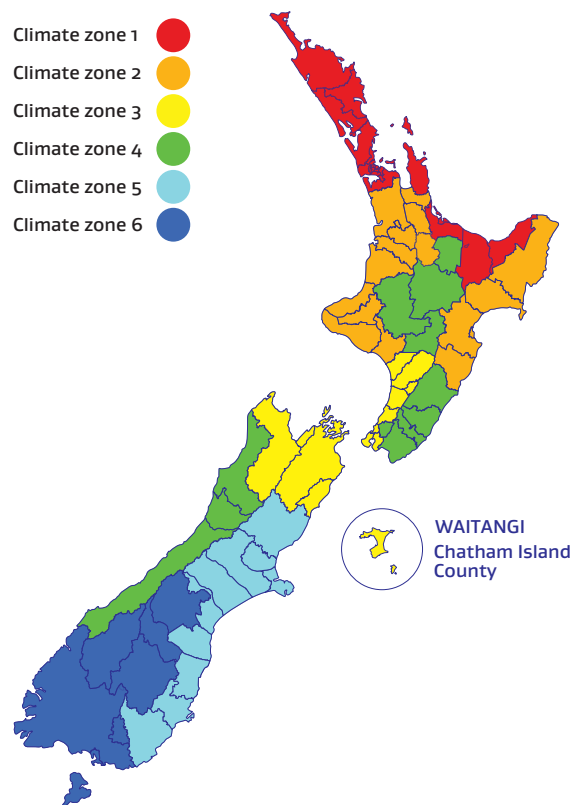 Climate zone 1
Climate zone 2
Climate zone 3
Climate zone 4
Climate zone 5
Climate zone 6
WAITANGI
Chatham Island
County